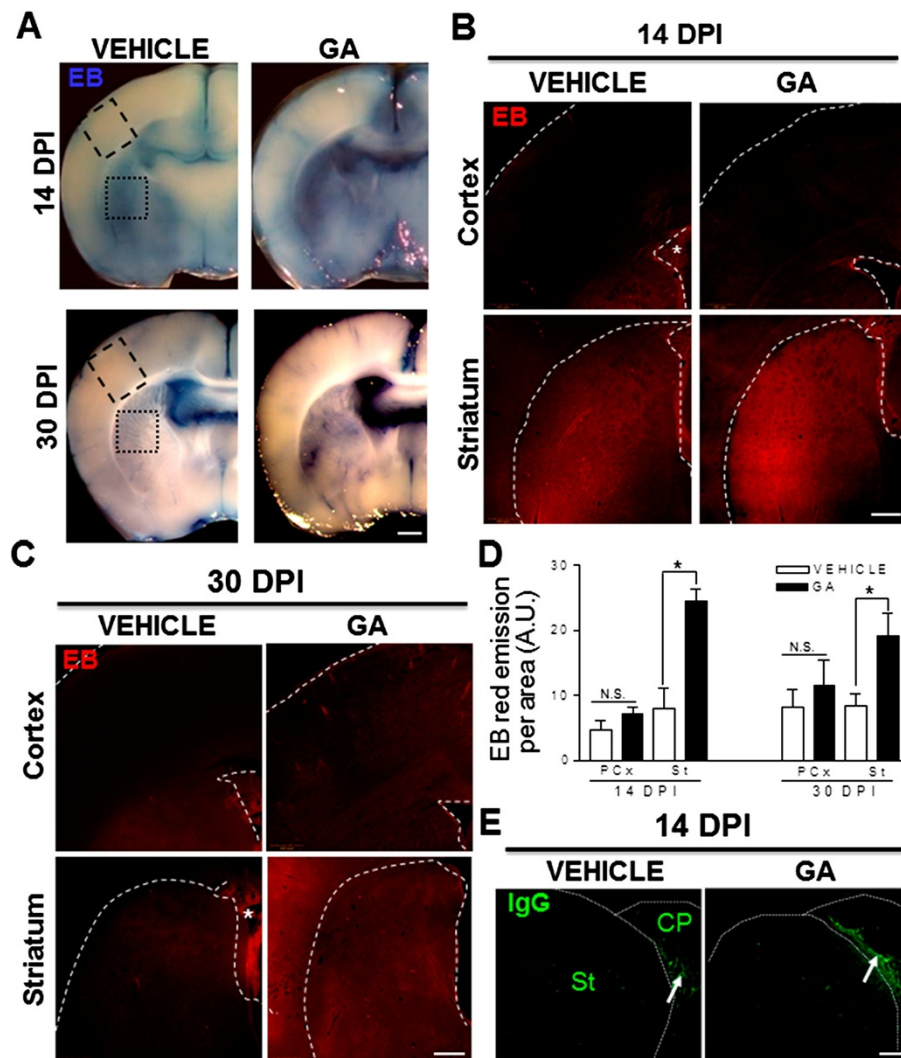 A
VEHICLE
GA
EB
14 DPI
30 DPI
B
14 DPI
VEHICLE
GA
EB
Cortex
*
Striatum
C
30 DPI
VEHICLE
GA
EB
Cortex
Striatum
*
D
EB red emission
per area (A.U.)
30
20
10
0
VEHICLE
GA
*
*
N.S.
N.S.
PCx
St
PCx
St
14 DPI
30 DPI
E
14 DPI
VEHICLE
GA
IgG
CP
St